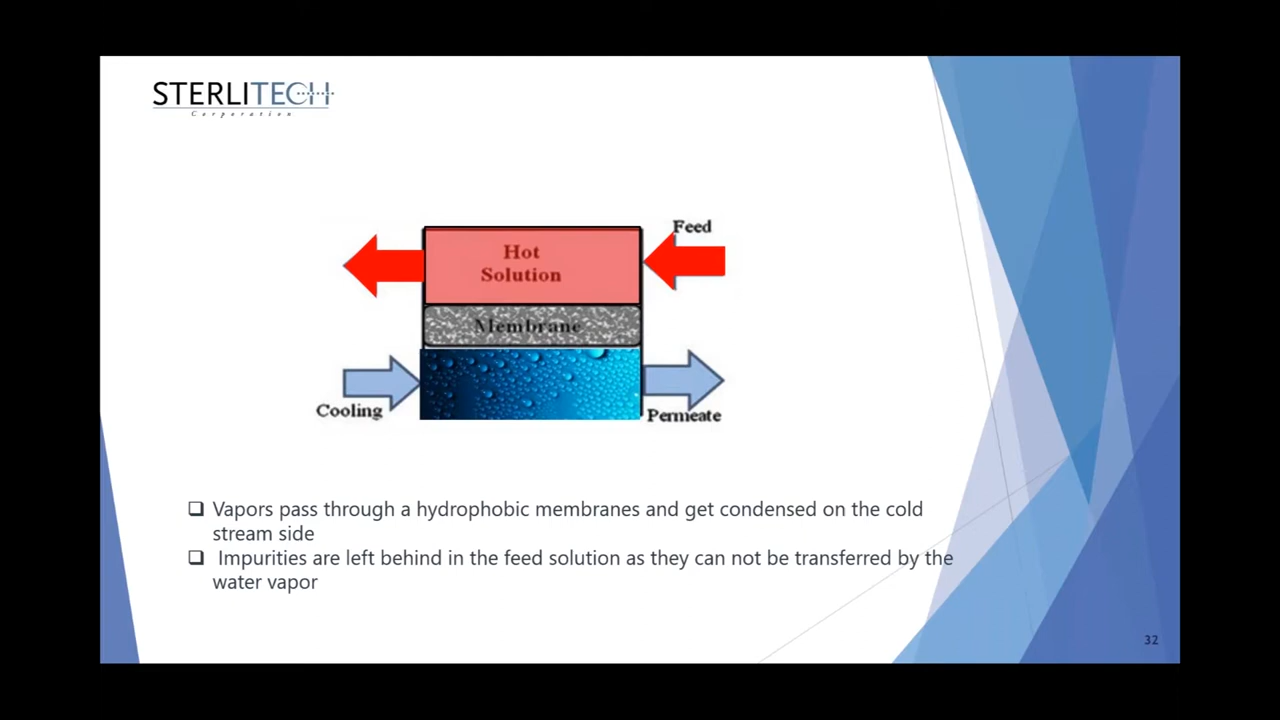 STERLITECH
Corporation
Feed
Hot
Solution
Membrane
Cooling
Permeate
❑ Vapors pass through a hydrophobic membranes and get condensed on the cold
stream side
❑ Impurities are left behind in the feed solution as they can not be transferred by the
water vapor
32